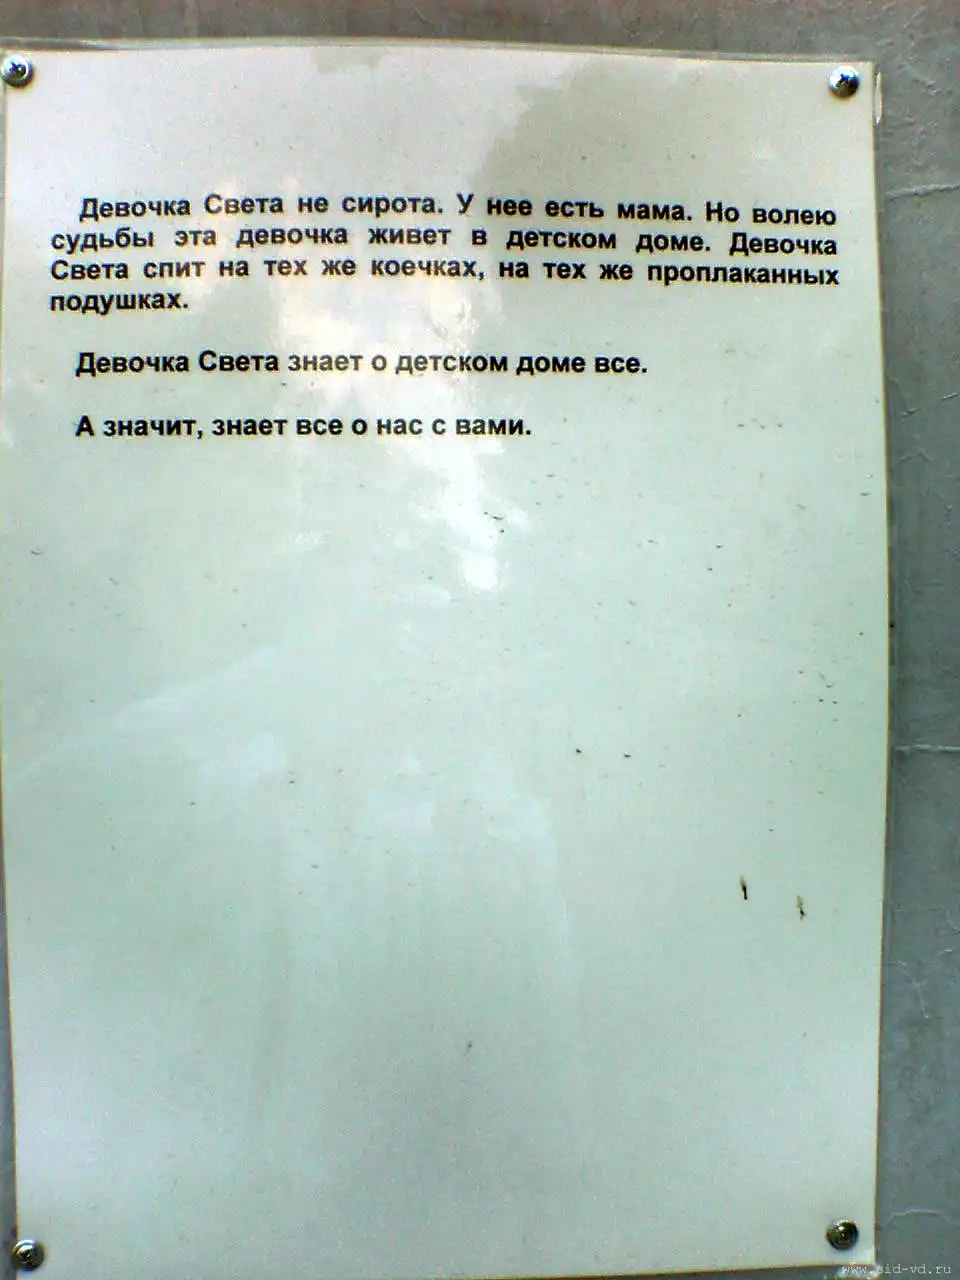 Девочка Света не сирота. У нее есть мама. Но волею
судьбы эта девочка живет в детском доме. Девочка
Света спит на тех же коечках, на тех же проплаканных
подушках.
Девочка Света знает о детском доме все.
А значит, знает все о нас с вами.
www.sid-vd.ru